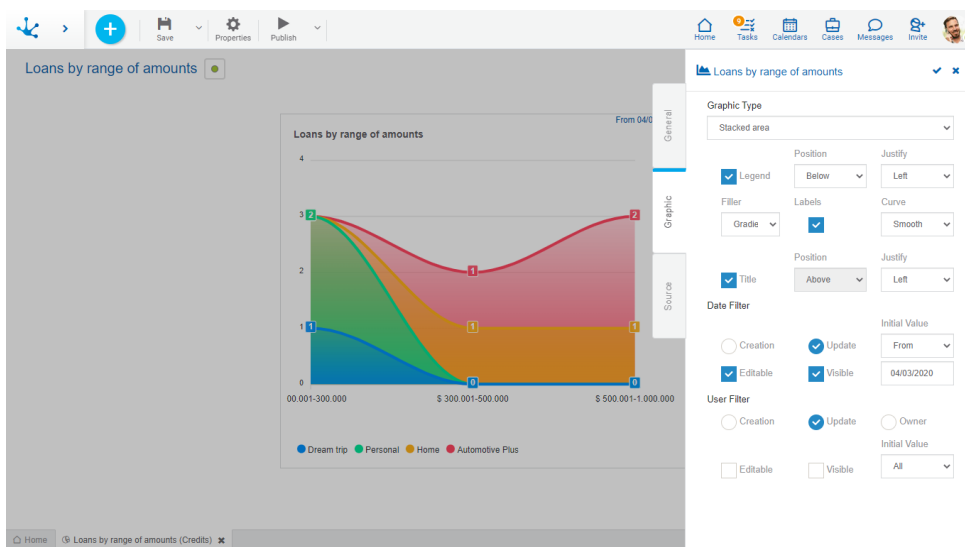 Save
Properties
Publish
Home
9
Tasks
Calendars
Cases
Messages
Invite
Loans by range of amounts
Loans by range of amounts
From 04/0
4
3
2
1
0
2
2
1
1
1
1
0
0
00.001-300.000
$ 300.001-500.000
$ 500.001-1.000.000
Dream trip
Personal
Home
Automotive Plus
General
Graphic
Source
Loans by range of amounts
Graphic Type
Stacked area
Position
Justify
Legend
Below
Left
Filler
Labels
Curve
Gradie
Smooth
Position
Justify
Title
Above
Left
Date Filter
Initial Value
Creation
Update
From
Editable
Visible
04/03/2020
User Filter
Creation
Update
Owner
Initial Value
Editable
Visible
All
Home
Loans by range of amounts (Credits)